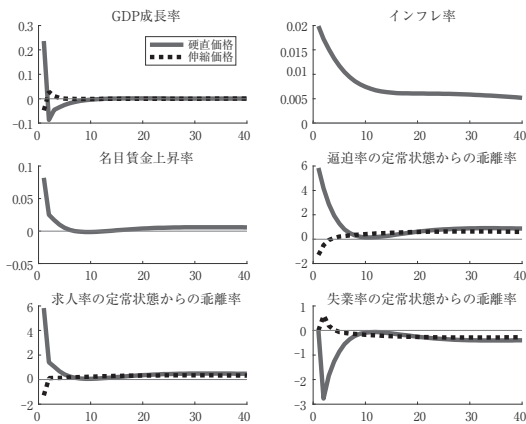 GDP成長率
0.3
0.2
0.1
0
−0.1
0 10 20 30 40
硬直価格
伸縮価格
インフレ率
0.02
0.015
0.01
0.005
0
0 10 20 30 40
名目賃金上昇率
0.1
0.05
0
−0.05
0 10 20 30 40
逼迫率の定常状態からの乖離率
6
4
2
0
−2
0 10 20 30 40
求人率の定常状態からの乖離率
6
4
2
0
−2
0 10 20 30 40
失業率の定常状態からの乖離率
1
0
−1
−2
−3
0 10 20 30 40